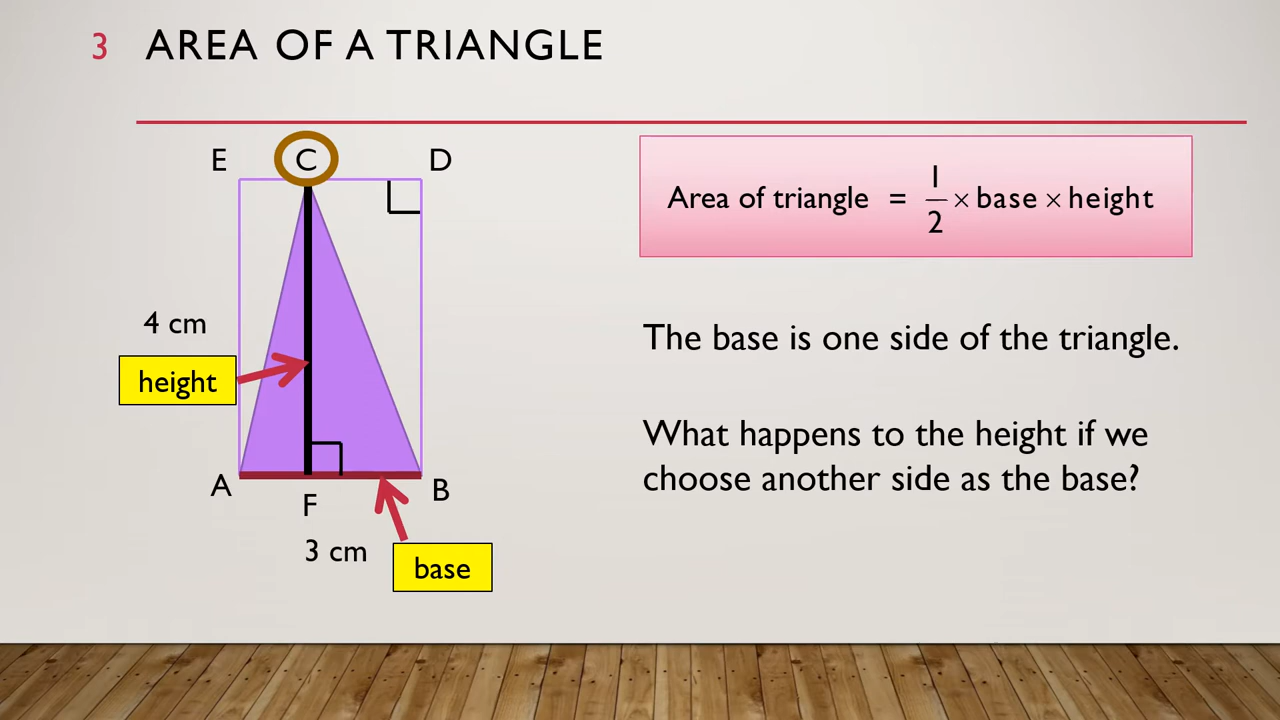 3 AREA OF A TRIANGLE
E C D
Area of triangle = 1/2 × base × height
4 cm
The base is one side of the triangle.
height
What happens to the height if we
choose another side as the base?
A F B
3 cm
base